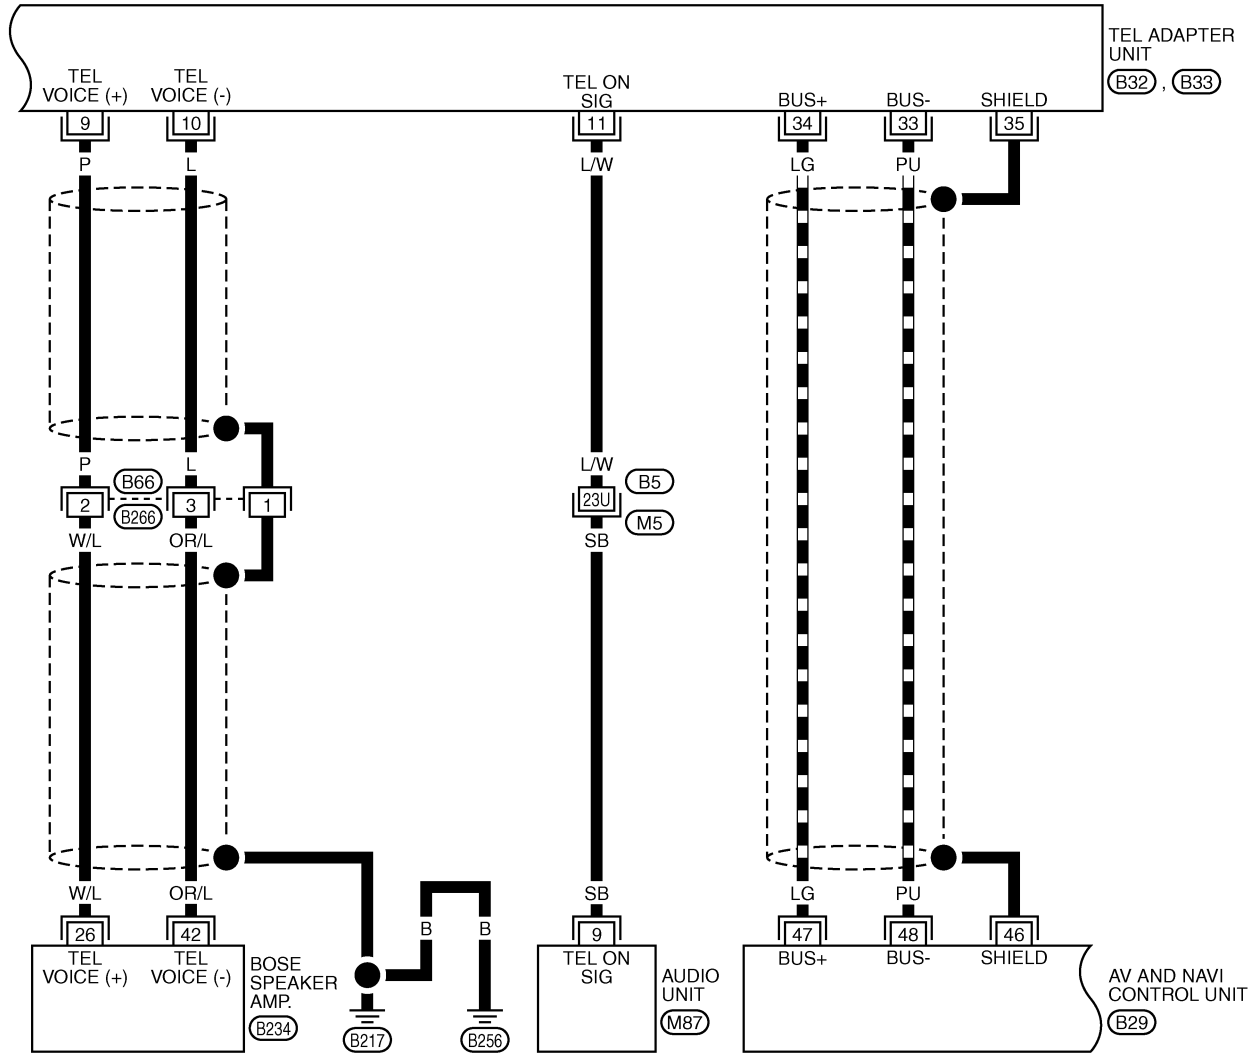 TEL ADAPTER
UNIT
B32 , B33
TEL
VOICE (+)
TEL
VOICE (-)
TEL ON
SIG
BUS+
BUS-
SHIELD
9
10
11
34
33
35
P
L
L/W
LG
PU
P
L
L/W
B66
B5
2
3
1
23U
B266
M5
W/L
OR/L
SB
W/L
OR/L
SB
LG
PU
B
B
26
42
9
47
48
46
TEL
VOICE (+)
TEL
VOICE (-)
BOSE
SPEAKER
AMP.
B234
B217
B256
TEL ON
SIG
AUDIO
UNIT
M87
BUS+
BUS-
SHIELD
AV AND NAVI
CONTROL UNIT
B29